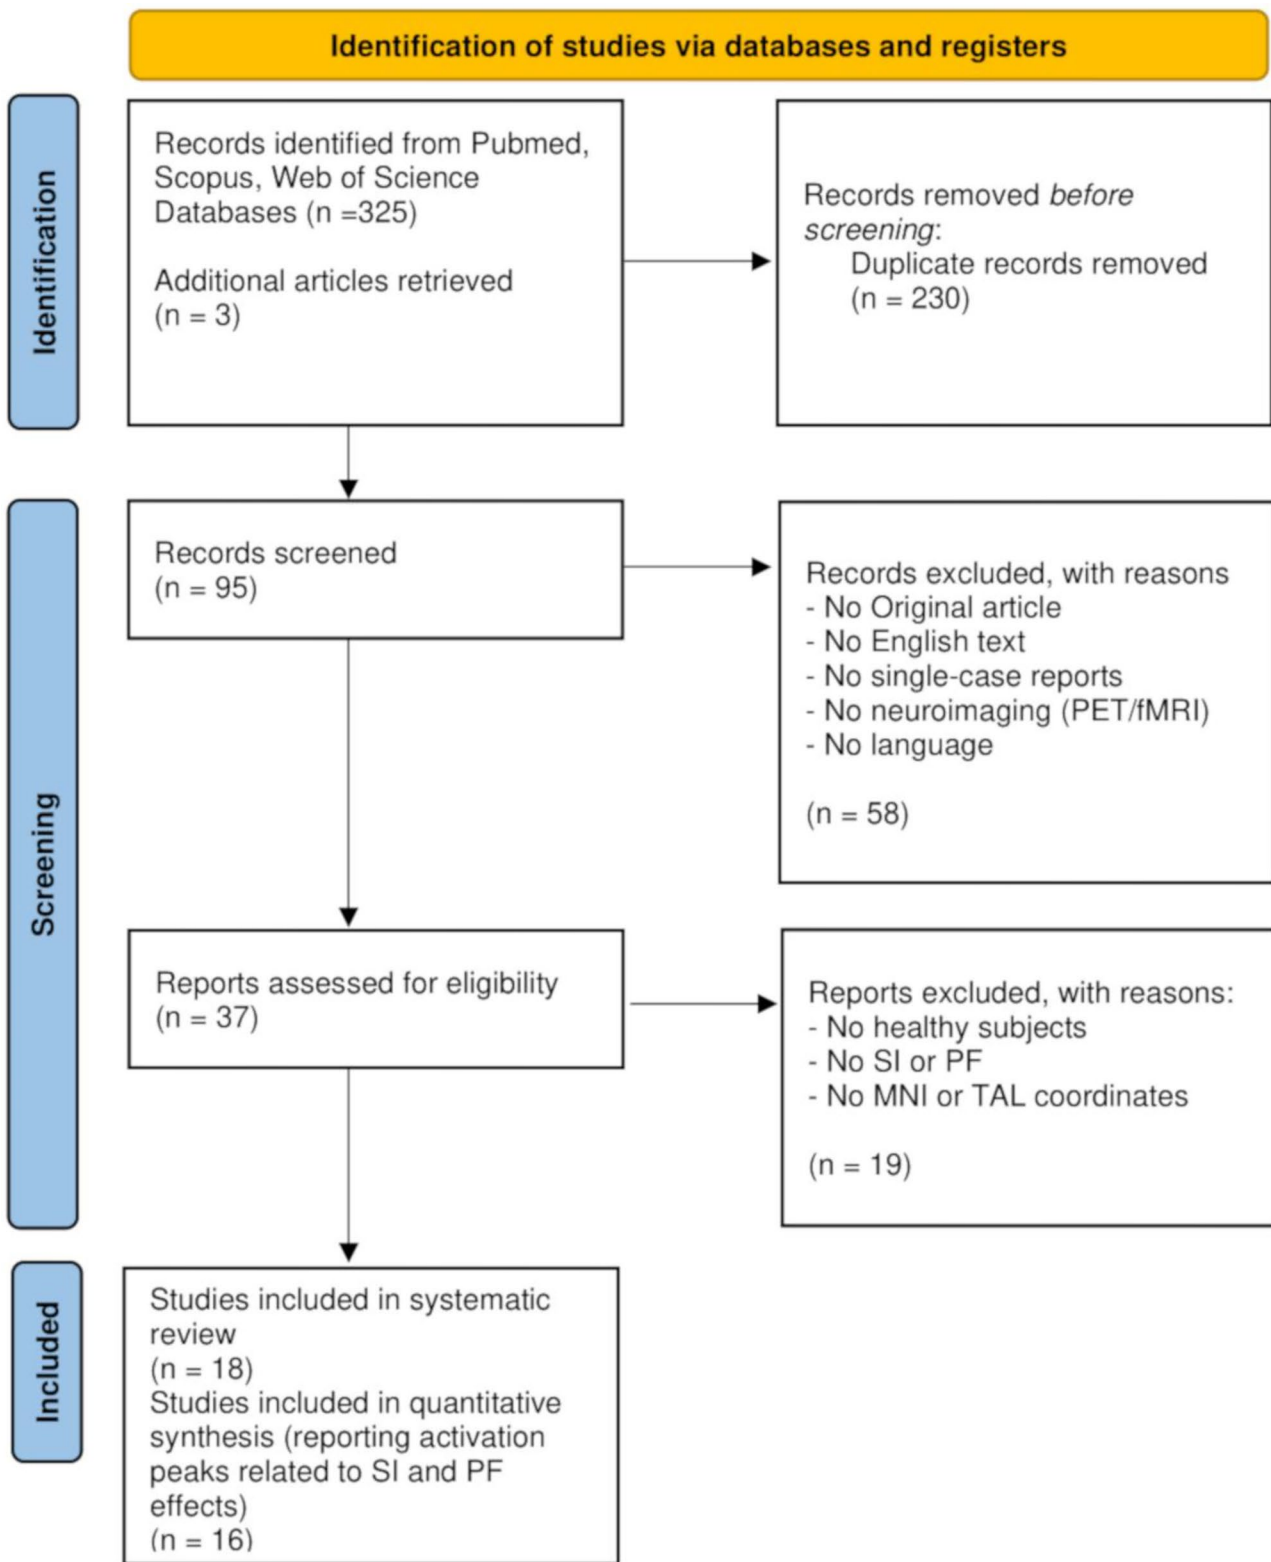 Identification of studies via databases and registers
Identification
Records identified from Pubmed,
Scopus, Web of Science
Databases (n =325)
Additional articles retrieved
(n = 3)
Records removed before
screening:
Duplicate records removed
(n = 230)
Screening
Records screened
(n = 95)
Records excluded, with reasons
- No Original article
- No English text
- No single-case reports
- No neuroimaging (PET/fMRI)
- No language
(n = 58)
Reports assessed for eligibility
(n = 37)
Reports excluded, with reasons:
- No healthy subjects
- No SI or PF
- No MNI or TAL coordinates
(n = 19)
Included
Studies included in systematic
review
(n = 18)
Studies included in quantitative
synthesis (reporting activation
peaks related to SI and PF
effects)
(n = 16)